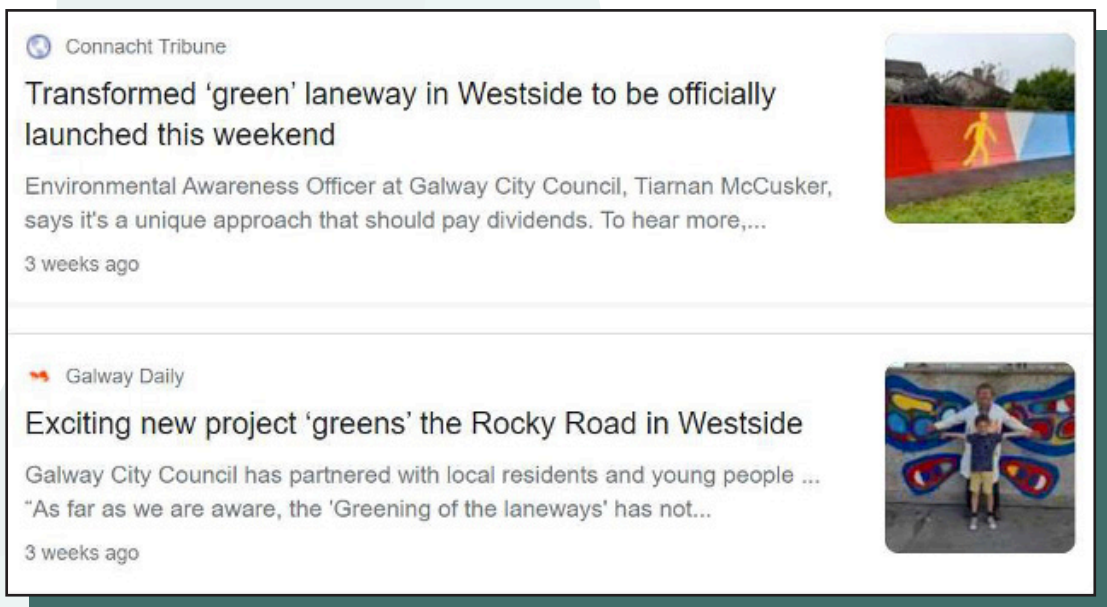 Connacht Tribune
Transformed ‘green’ laneway in Westside to be officially
launched this weekend
Environmental Awareness Officer at Galway City Council, Tiarnan McCusker,
says it's a unique approach that should pay dividends. To hear more,...
3 weeks ago
Galway Daily
Exciting new project ‘greens’ the Rocky Road in Westside
Galway City Council has partnered with local residents and young people ...
“As far as we are aware, the 'Greening of the laneways' has not...
3 weeks ago